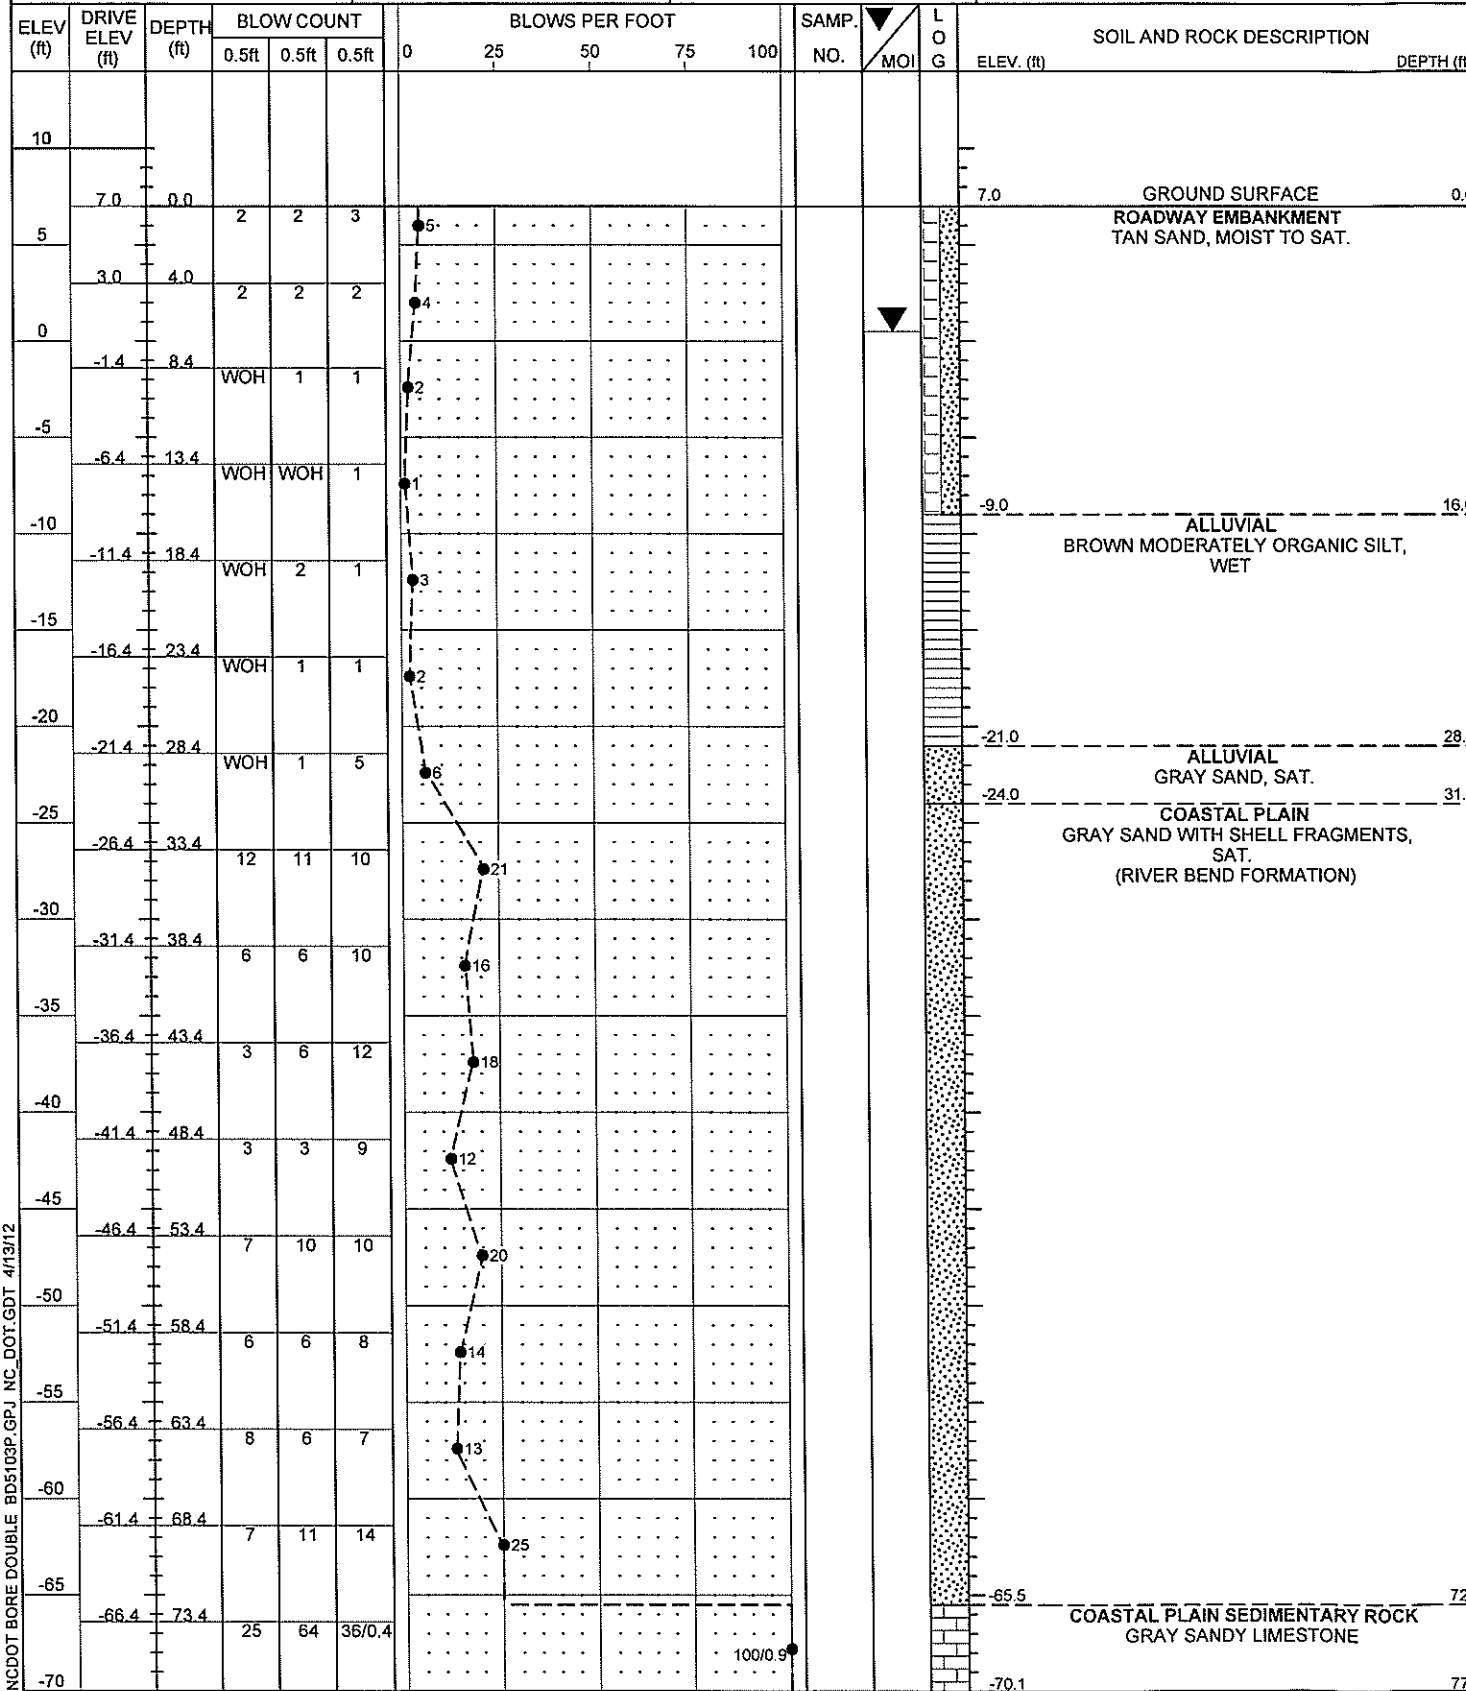 ELEV (ft) DRIVE ELEV (ft) DEPTH (ft) BLOW COUNT BLOWS PER FOOT SAMP. NO. MOI LOG SOIL AND ROCK DESCRIPTION
0.5ft 0.5ft 0.5ft 0 25 50 75 100 ELEV. (ft) DEPTH (ft
10
7.0 0.0 7.0 GROUND SURFACE 0.
2 2 3 ROADWAY EMBANKMENT
5 5 TAN SAND, MOIST TO SAT.
3.0 4.0
2 2 2 4
0
-1.4 8.4
WOH 1 1 2
-5
-6.4 13.4
WOH WOH 1 1
-9.0 16.
-10 ALLUVIAL
BROWN MODERATELY ORGANIC SILT,
-11.4 18.4 WET
WOH 2 1 3
-15
-16.4 23.4
WOH 1 1 2
-20
-21.0 28.
-21.4 28.4 ALLUVIAL
WOH 1 5 6 GRAY SAND, SAT.
-24.0 31.
-25 COASTAL PLAIN
GRAY SAND WITH SHELL FRAGMENTS,
-26.4 33.4 SAT.
12 11 10 21 (RIVER BEND FORMATION)
-30
-31.4 38.4
6 6 10 16
-35
-36.4 43.4
3 6 12 18
-40
-41.4 48.4
3 3 9 12
-45
-46.4 53.4
7 10 10 20
-50
-51.4 58.4
6 6 8 14
-55
-56.4 63.4
8 6 7 13
-60
-61.4 68.4
7 11 14 25
-65
-65.5 72
-66.4 73.4 COASTAL PLAIN SEDIMENTARY ROCK
25 64 36/0.4 GRAY SANDY LIMESTONE
100/0.9
-70 -70.1 77
NCDOT BORE DOUBLE BD5103P.GPJ NC_DOT.GDT 4/13/12